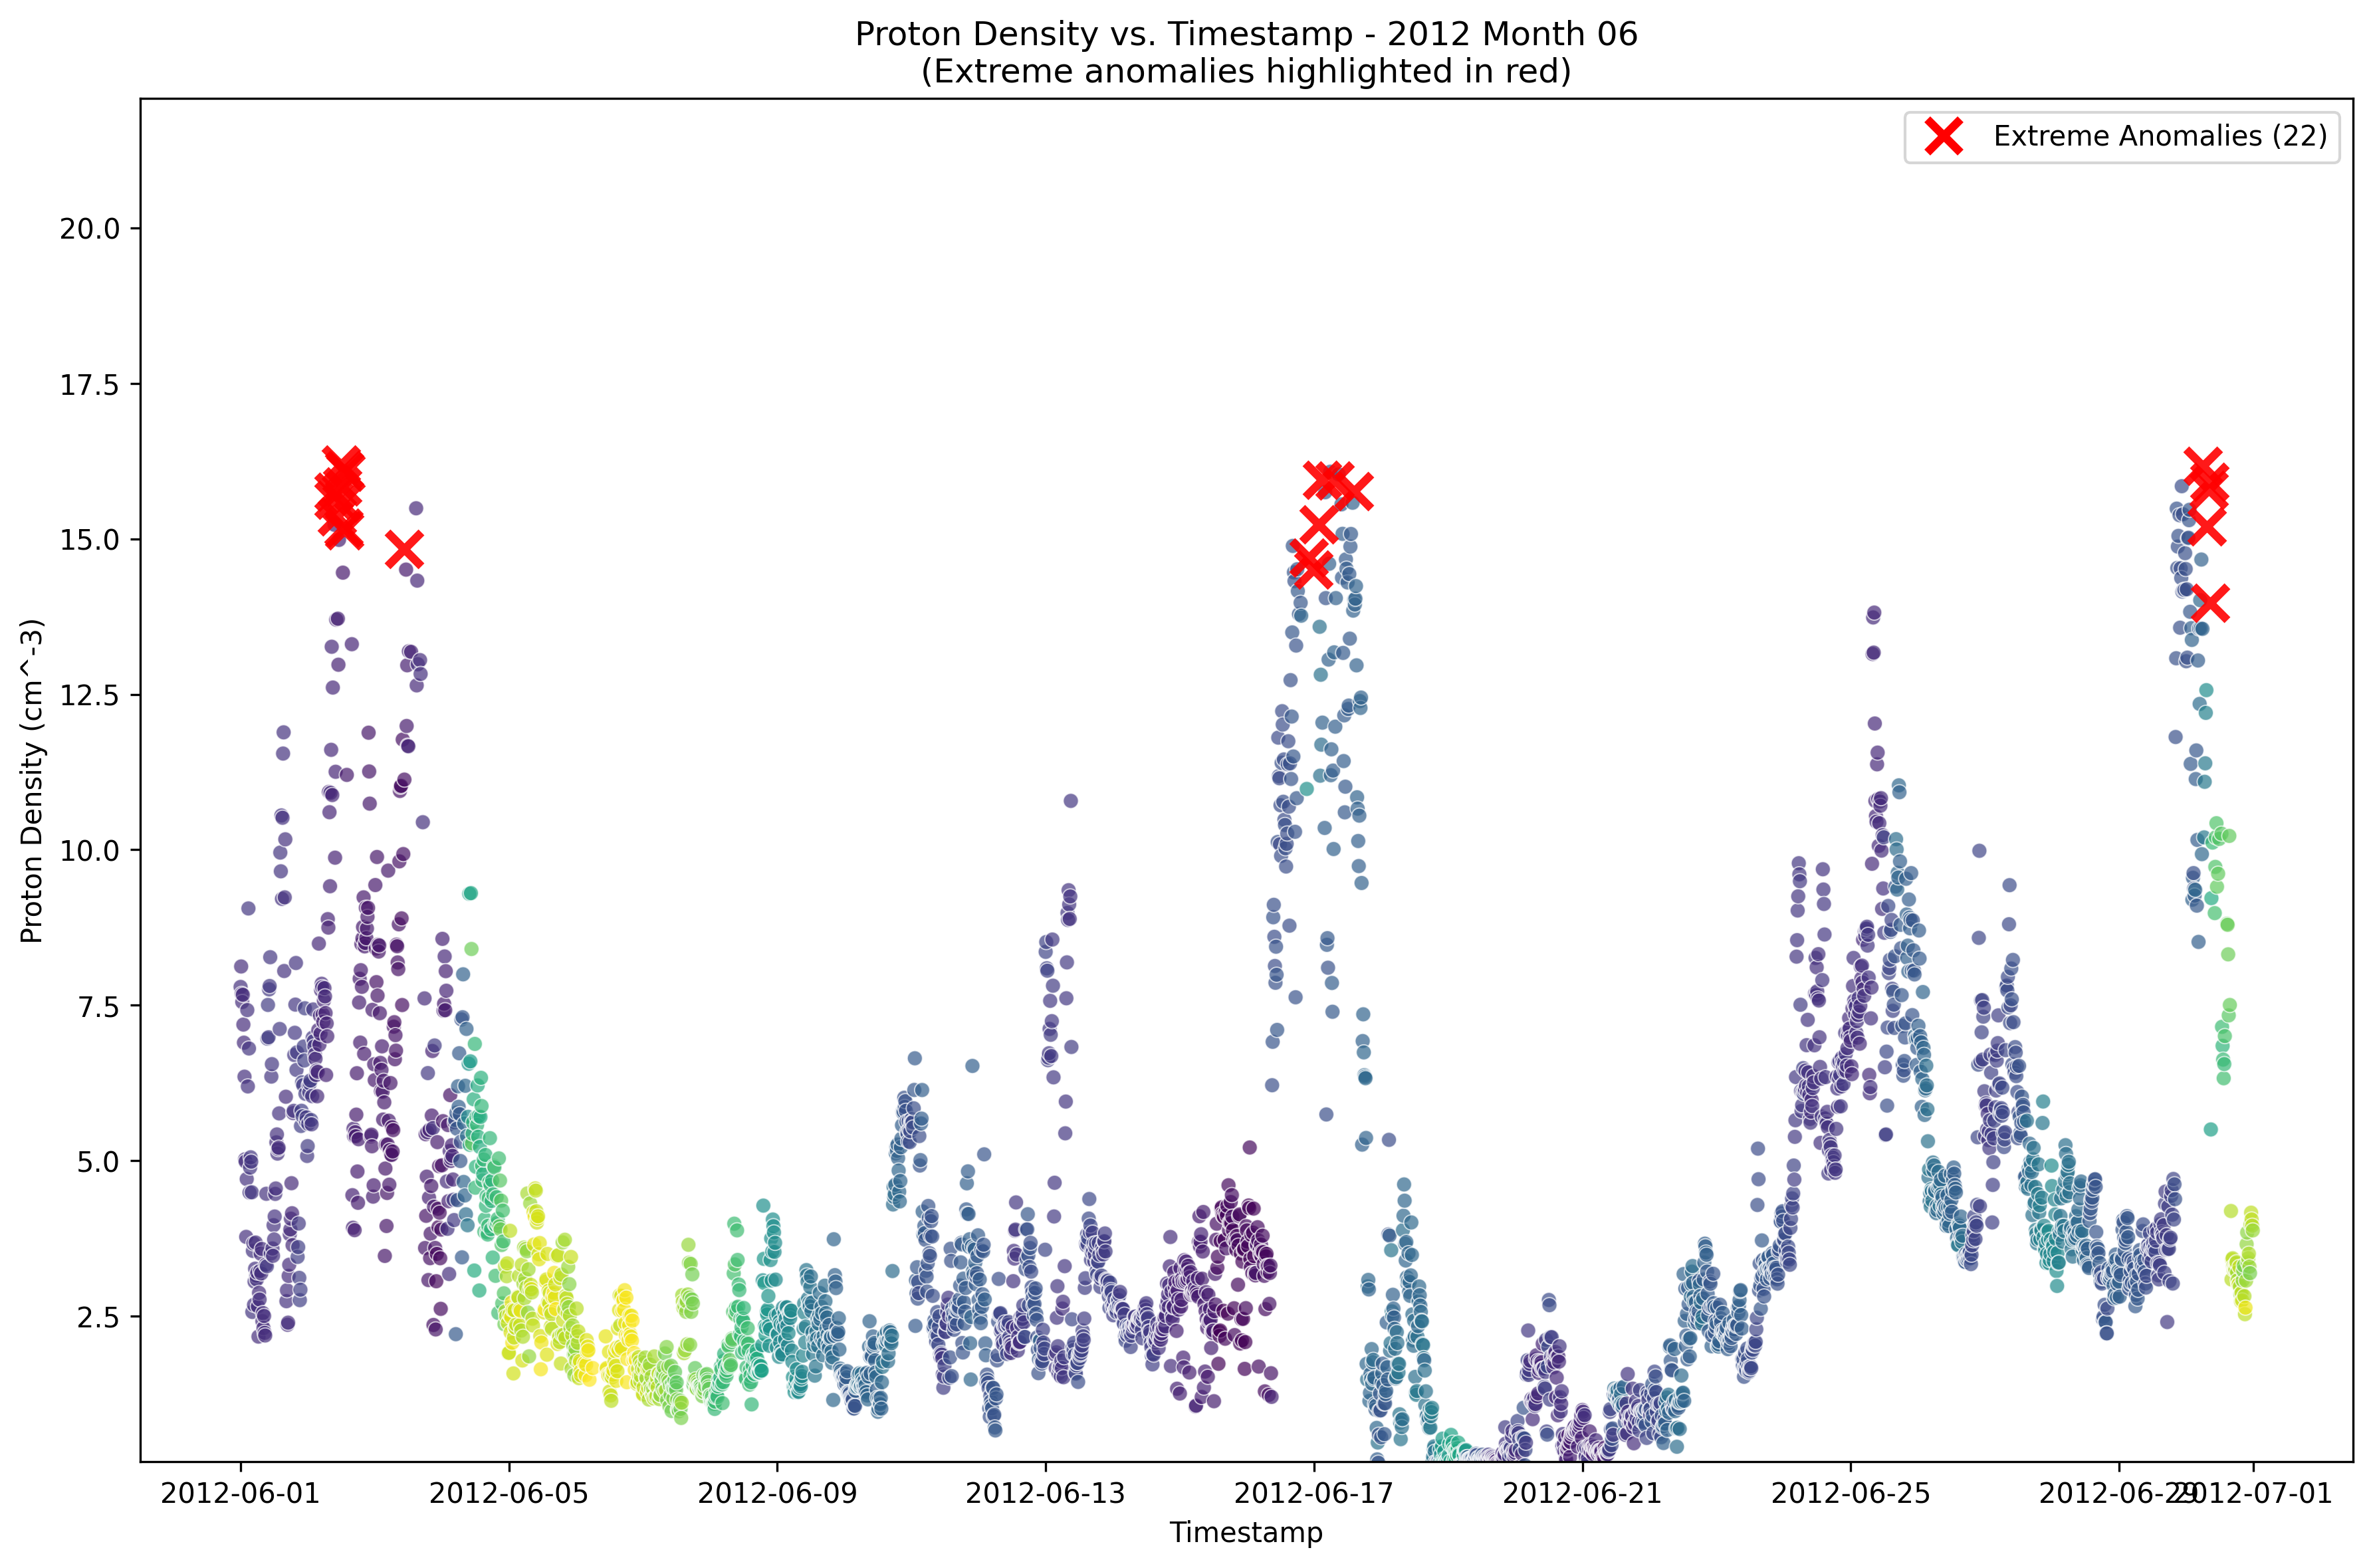 Proton Density vs. Timestamp - 2012 Month 06
(Extreme anomalies highlighted in red)
Extreme Anomalies (22)
Proton Density (cm^-3)
20.0
17.5
15.0
12.5
10.0
7.5
5.0
2.5
2012-06-01 2012-06-05 2012-06-09 2012-06-13 2012-06-17 2012-06-21 2012-06-25 2012-06-29 2012-07-01
Timestamp